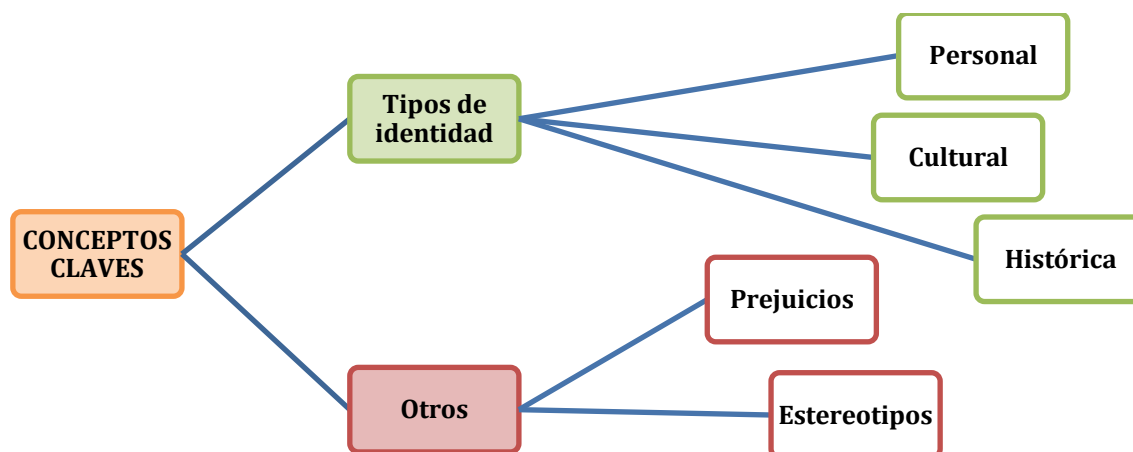 CONCEPTOS
CLAVES
Tipos de
identidad
Personal
Cultural
Histórica
Otros
Prejuicios
Estereotipos